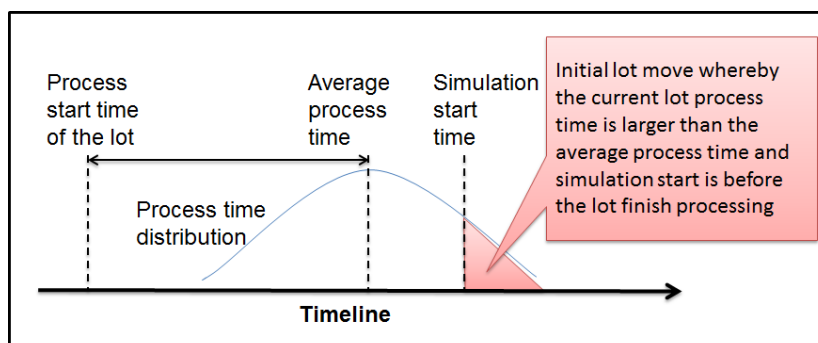 Process
start time
of the lot
Average
process
time
Simulation
start
time
Initial lot move whereby
the current lot process
time is larger than the
average process time and
simulation start is before
the lot finish processing
Process time
distribution
Timeline